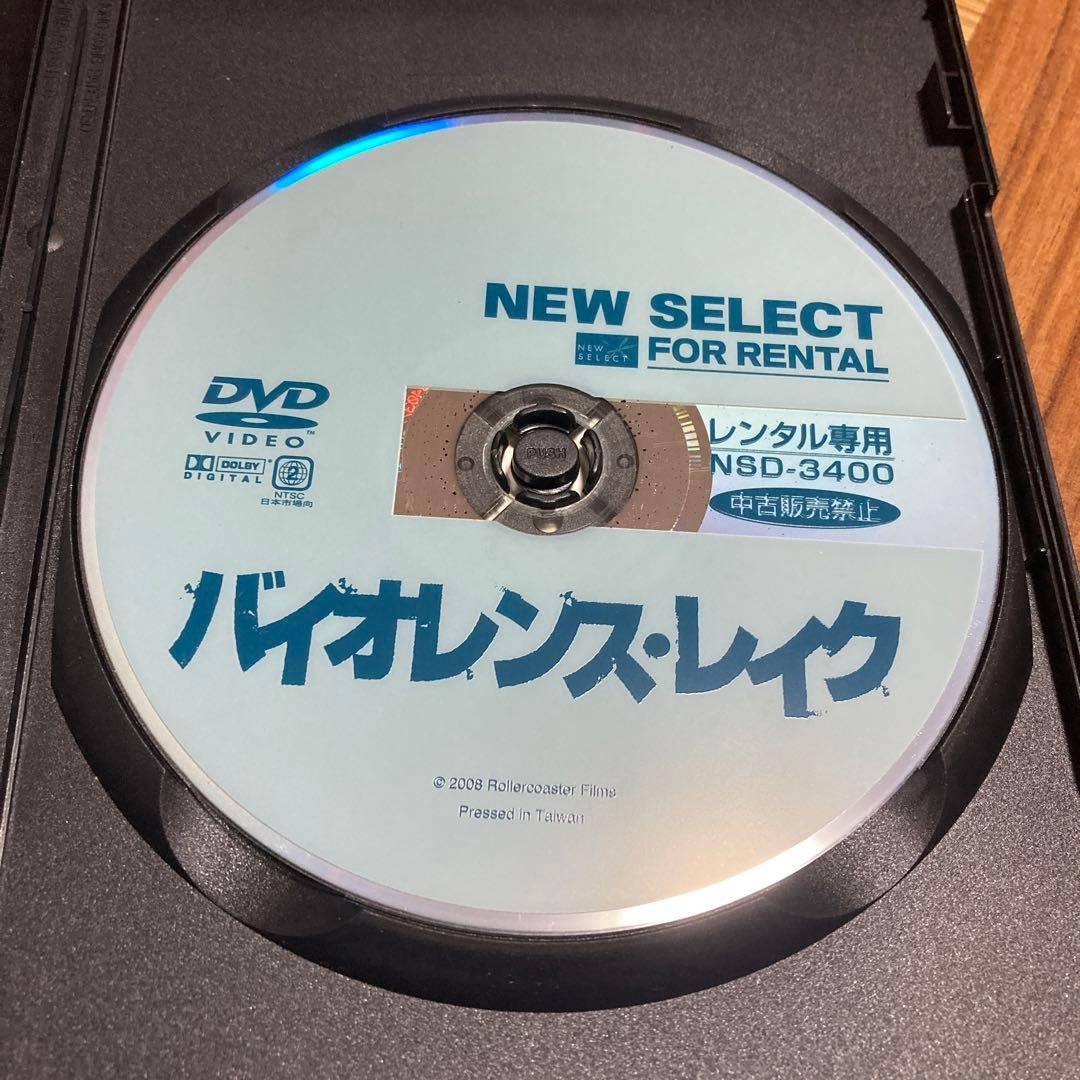 NEW SELECT
NEW SELECT
FOR RENTAL
DVD
VIDEO™
DOLBY
DIGITAL
2
NTSC
日本市場向
PUSH
レンタル専用
NSD-3400
中古販売禁止
バイオレンス・レイク
© 2008 Rollercoaster Films
Pressed in Taiwan